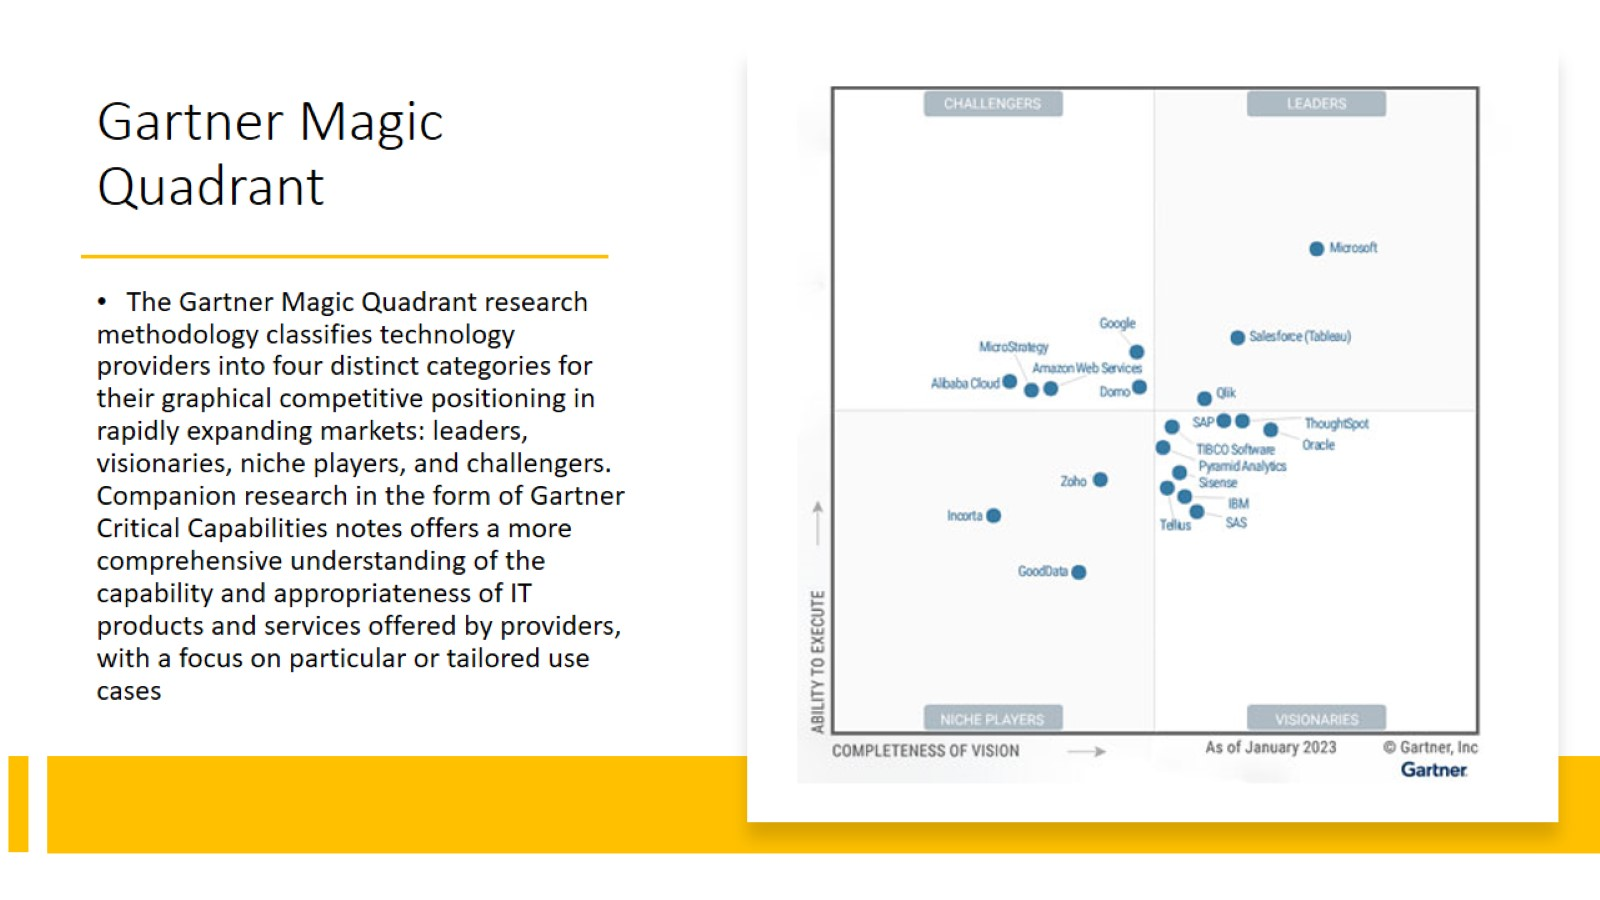 Gartner Magic
Quadrant
• The Gartner Magic Quadrant research
methodology classifies technology
providers into four distinct categories for
their graphical competitive positioning in
rapidly expanding markets: leaders,
visionaries, niche players, and challengers.
Companion research in the form of Gartner
Critical Capabilities notes offers a more
comprehensive understanding of the
capability and appropriateness of IT
products and services offered by providers,
with a focus on particular or tailored use
cases
CHALLENGERS
LEADERS
Microsoft
Google
Salesforce (Tableau)
MicroStrategy
Amazon Web Services
Alibaba Cloud
Domo
Qlik
SAP
ThoughtSpot
Oracle
TIBCO Software
Pyramid Analytics
Zoho
Sisense
IBM
Incorta
Tellius
SAS
GoodData
ABILITY TO EXECUTE
NICHE PLAYERS
VISIONARIES
COMPLETENESS OF VISION
As of January 2023
© Gartner, Inc
Gartner